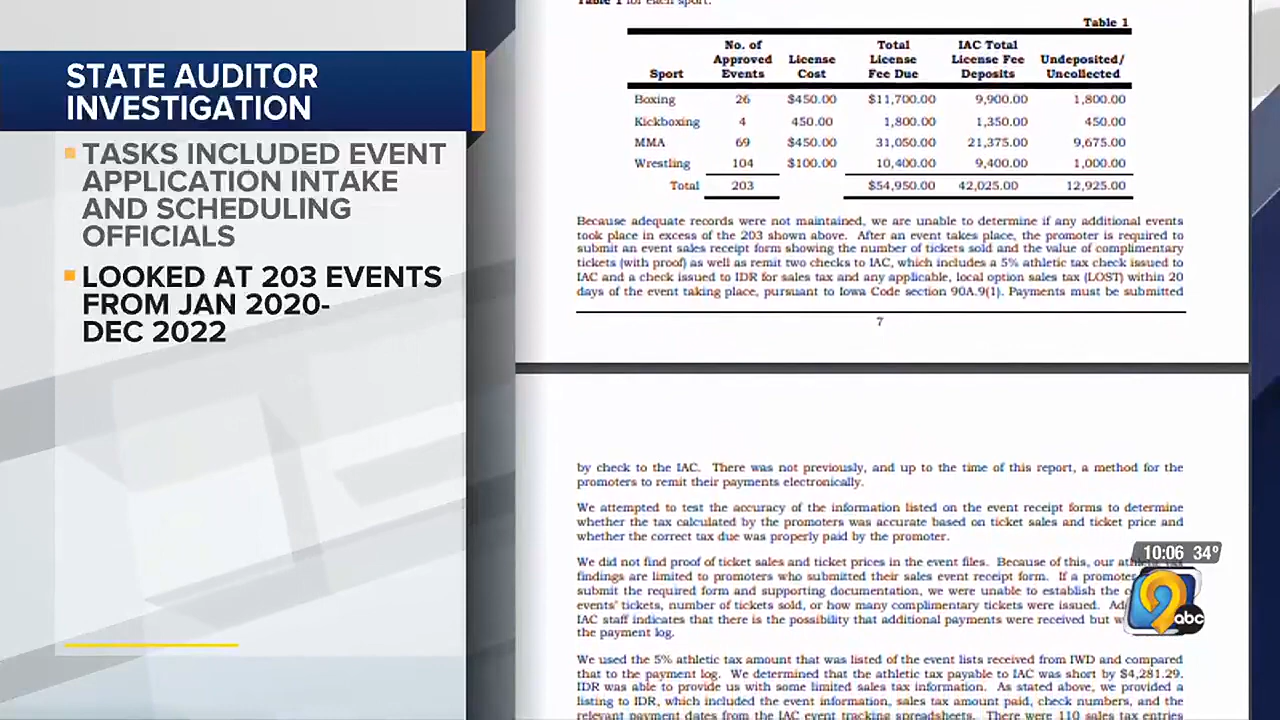 STATE AUDITOR
INVESTIGATION
TASKS INCLUDED EVENT
APPLICATION INTAKE
AND SCHEDULING
OFFICIALS
LOOKED AT 203 EVENTS
FROM JAN 2020-
DEC 2022
Table 1 for each sport.
Table 1
Sport No. of Approved Events License Cost Total License Fee Due IAC Total License Fee Deposits Undeposited/ Uncollected
Boxing 26 $450.00 $11,700.00 9,900.00 1,800.00
Kickboxing 4 450.00 1,800.00 1,350.00 450.00
MMA 69 $450.00 31,050.00 21,375.00 9,675.00
Wrestling 104 $100.00 10,400.00 9,400.00 1,000.00
Total 203 $54,950.00 42,025.00 12,925.00
Because adequate records were not maintained, we are unable to determine if any additional events
took place in excess of the 203 shown above. After an event takes place, the promoter is required to
submit an event sales receipt form showing the number of tickets sold and the value of complimentary
tickets (with proof) as well as remit two checks to IAC, which includes a 5% athletic tax check issued to
IAC and a check issued to IDR for sales tax and any applicable, local option sales tax (LOST) within 20
days of the event taking place, pursuant to Iowa Code section 90A.9(1). Payments must be submitted
7
by check to the IAC. There was not previously, and up to the time of this report, a method for the
promoters to remit their payments electronically.
We attempted to test the accuracy of the information listed on the event receipt forms to determine
whether the tax calculated by the promoters was accurate based on ticket sales and ticket price and
whether the correct tax due was properly paid by the promoter.
We did not find proof of ticket sales and ticket prices in the event files. Because of this, our
findings are limited to promoters who submitted their sales event receipt form. If a promoter
submit the required form and supporting documentation, we were unable to establish the
events' tickets, number of tickets sold, or how many complimentary tickets were issued.
IAC staff indicates that there is the possibility that additional payments were received but
the payment log.
We used the 5% athletic tax amount that was listed of the event lists received from IWD and compared
that to the payment log. We determined that the athletic tax payable to IAC was short by $4,281.29.
IDR was able to provide us with some limited sales tax information. As stated above, we provided a
listing to IDR, which included the event information, sales tax amount paid, check numbers, and the
relevant payment dates from the IAC event tracking spreadsheets. There were 110 sales tax entries
10:06 34°
9
abc